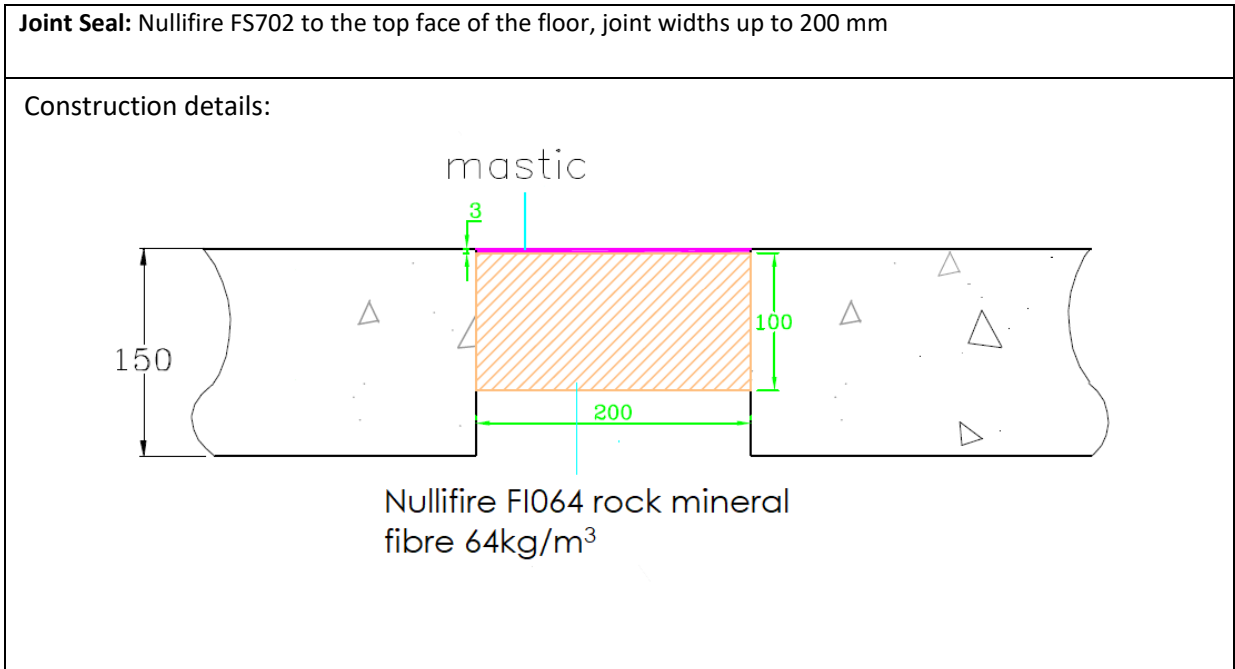 Joint Seal: Nullifire FS702 to the top face of the floor, joint widths up to 200 mm
Construction details:
mastic
3
100
150
200
Nullifire FI064 rock mineral
fibre 64kg/m³